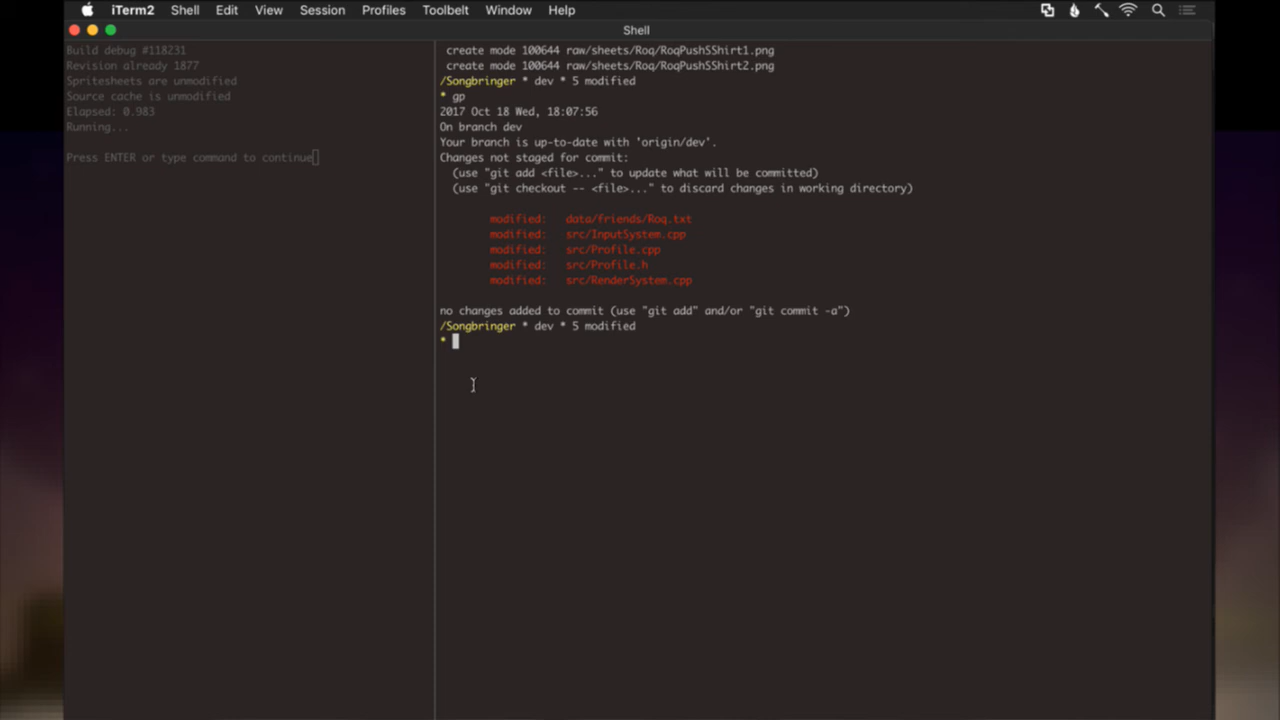 iTerm2 Shell Edit View Session Profiles Toolbelt Window Help
Shell
Build debug #118231
Revision already 1877
Spritesheets are unmodified
Source cache is unmodified
Elapsed: 0.983
Running...
Press ENTER or type command to continue
create mode 100644 raw/sheets/Roq/RoqPushSShirt1.png
create mode 100644 raw/sheets/Roq/RoqPushSShirt2.png
/Songbringer * dev * 5 modified
* gp
2017 Oct 18 Wed, 18:07:56
On branch dev
Your branch is up-to-date with 'origin/dev'.
Changes not staged for commit:
(use "git add <file>..." to update what will be committed)
(use "git checkout -- <file>..." to discard changes in working directory)
modified: data/friends/Roq.txt
modified: src/InputSystem.cpp
modified: src/Profile.cpp
modified: src/Profile.h
modified: src/RenderSystem.cpp
no changes added to commit (use "git add" and/or "git commit -a")
/Songbringer * dev * 5 modified
*